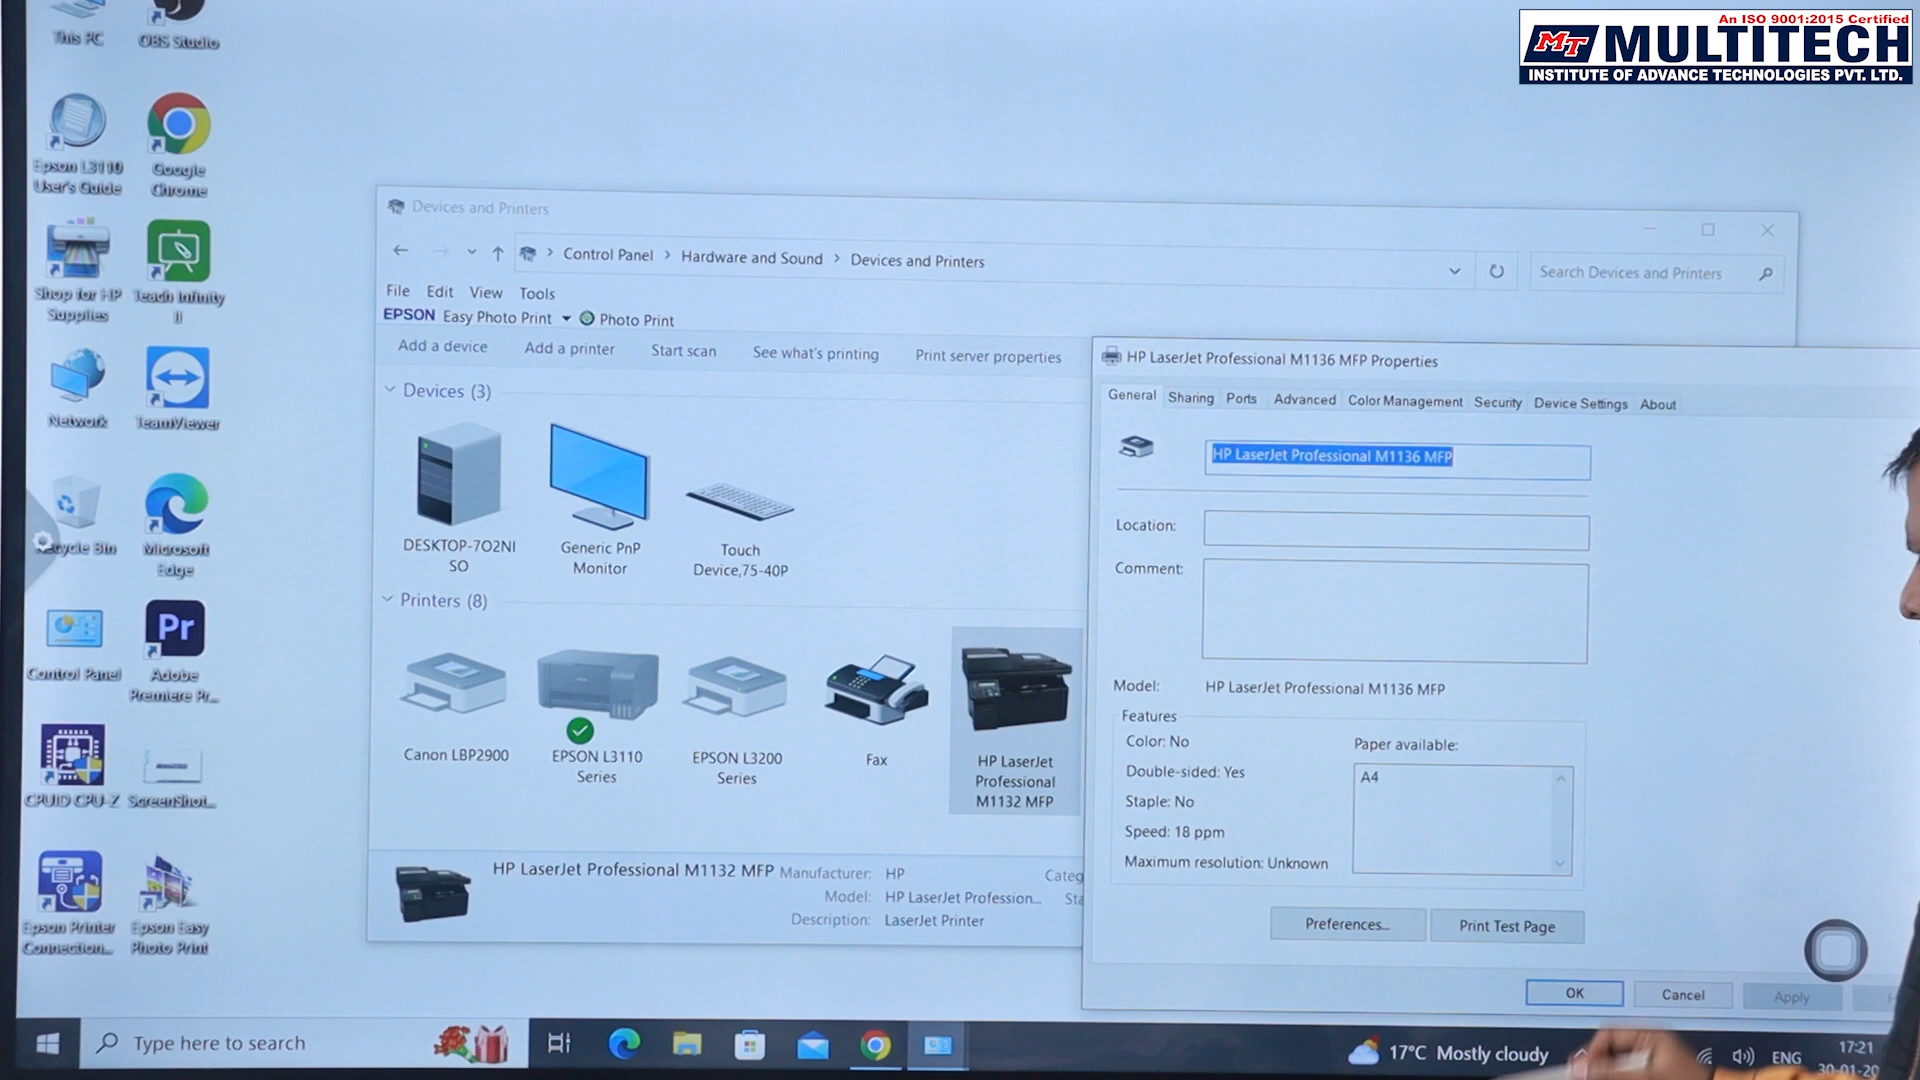 An ISO 9001:2015 Certified
MT MULTITECH
INSTITUTE OF ADVANCE TECHNOLOGIES PVT. LTD.
This PC
OBS Studio
Epson L3110
User's Guide
Google
Chrome
Shop for HP
Supplies
Teach Infinity
Network
TeamViewer
Recycle Bin
Microsoft
Edge
Control Panel
Pr
Adobe
Premiere Pr...
CPUID CPU-Z
ScreenShot...
Epson Printer
Connection...
Epson Easy
Photo Print
Devices and Printers
Control Panel > Hardware and Sound > Devices and Printers
Search Devices and Printers
File Edit View Tools
EPSON Easy Photo Print Photo Print
Add a device Add a printer Start scan See what's printing Print server properties
Devices (3)
DESKTOP-7O2NI
SO
Generic PnP
Monitor
Touch
Device,75-40P
Printers (8)
Canon LBP2900
EPSON L3110
Series
EPSON L3200
Series
Fax
HP LaserJet
Professional
M1132 MFP
HP LaserJet Professional M1132 MFP
Manufacturer: HP
Model: HP LaserJet Profession...
Description: LaserJet Printer
Categ
Sta
HP LaserJet Professional M1136 MFP Properties
General Sharing Ports Advanced Color Management Security Device Settings About
HP LaserJet Professional M1136 MFP
Location:
Comment:
Model: HP LaserJet Professional M1136 MFP
Features
Color: No
Double-sided: Yes
Staple: No
Speed: 18 ppm
Maximum resolution: Unknown
Paper available:
A4
Preferences... Print Test Page
OK Cancel Apply
Type here to search
17°C Mostly cloudy
ENG
17:21
30-01-20